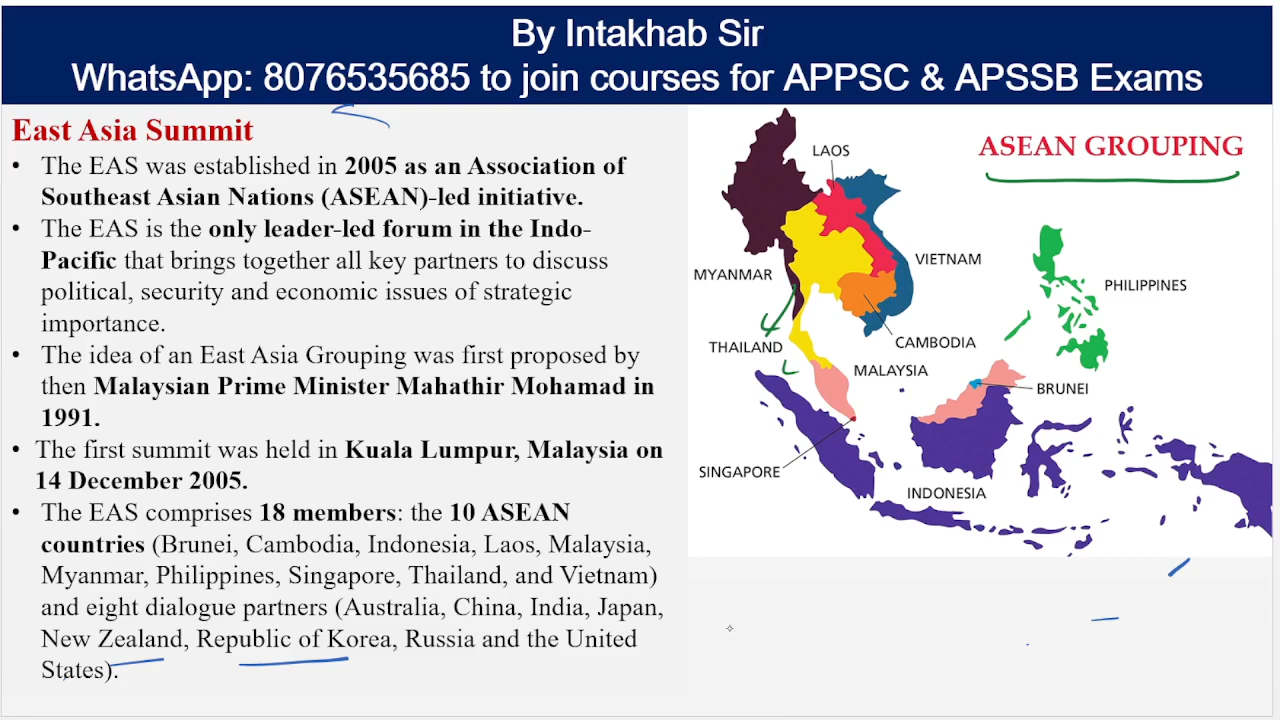 By Intakhab Sir
WhatsApp: 8076535685 to join courses for APPSC & APSSB Exams
East Asia Summit
• The EAS was established in 2005 as an Association of
Southeast Asian Nations (ASEAN)-led initiative.
• The EAS is the only leader-led forum in the Indo-
Pacific that brings together all key partners to discuss
political, security and economic issues of strategic
importance.
• The idea of an East Asia Grouping was first proposed by
then Malaysian Prime Minister Mahathir Mohamad in
1991.
• The first summit was held in Kuala Lumpur, Malaysia on
14 December 2005.
• The EAS comprises 18 members: the 10 ASEAN
countries (Brunei, Cambodia, Indonesia, Laos, Malaysia,
Myanmar, Philippines, Singapore, Thailand, and Vietnam)
and eight dialogue partners (Australia, China, India, Japan,
New Zealand, Republic of Korea, Russia and the United
States).
ASEAN GROUPING
LAOS
VIETNAM
MYANMAR
PHILIPPINES
CAMBODIA
THAILAND
MALAYSIA
BRUNEI
SINGAPORE
INDONESIA